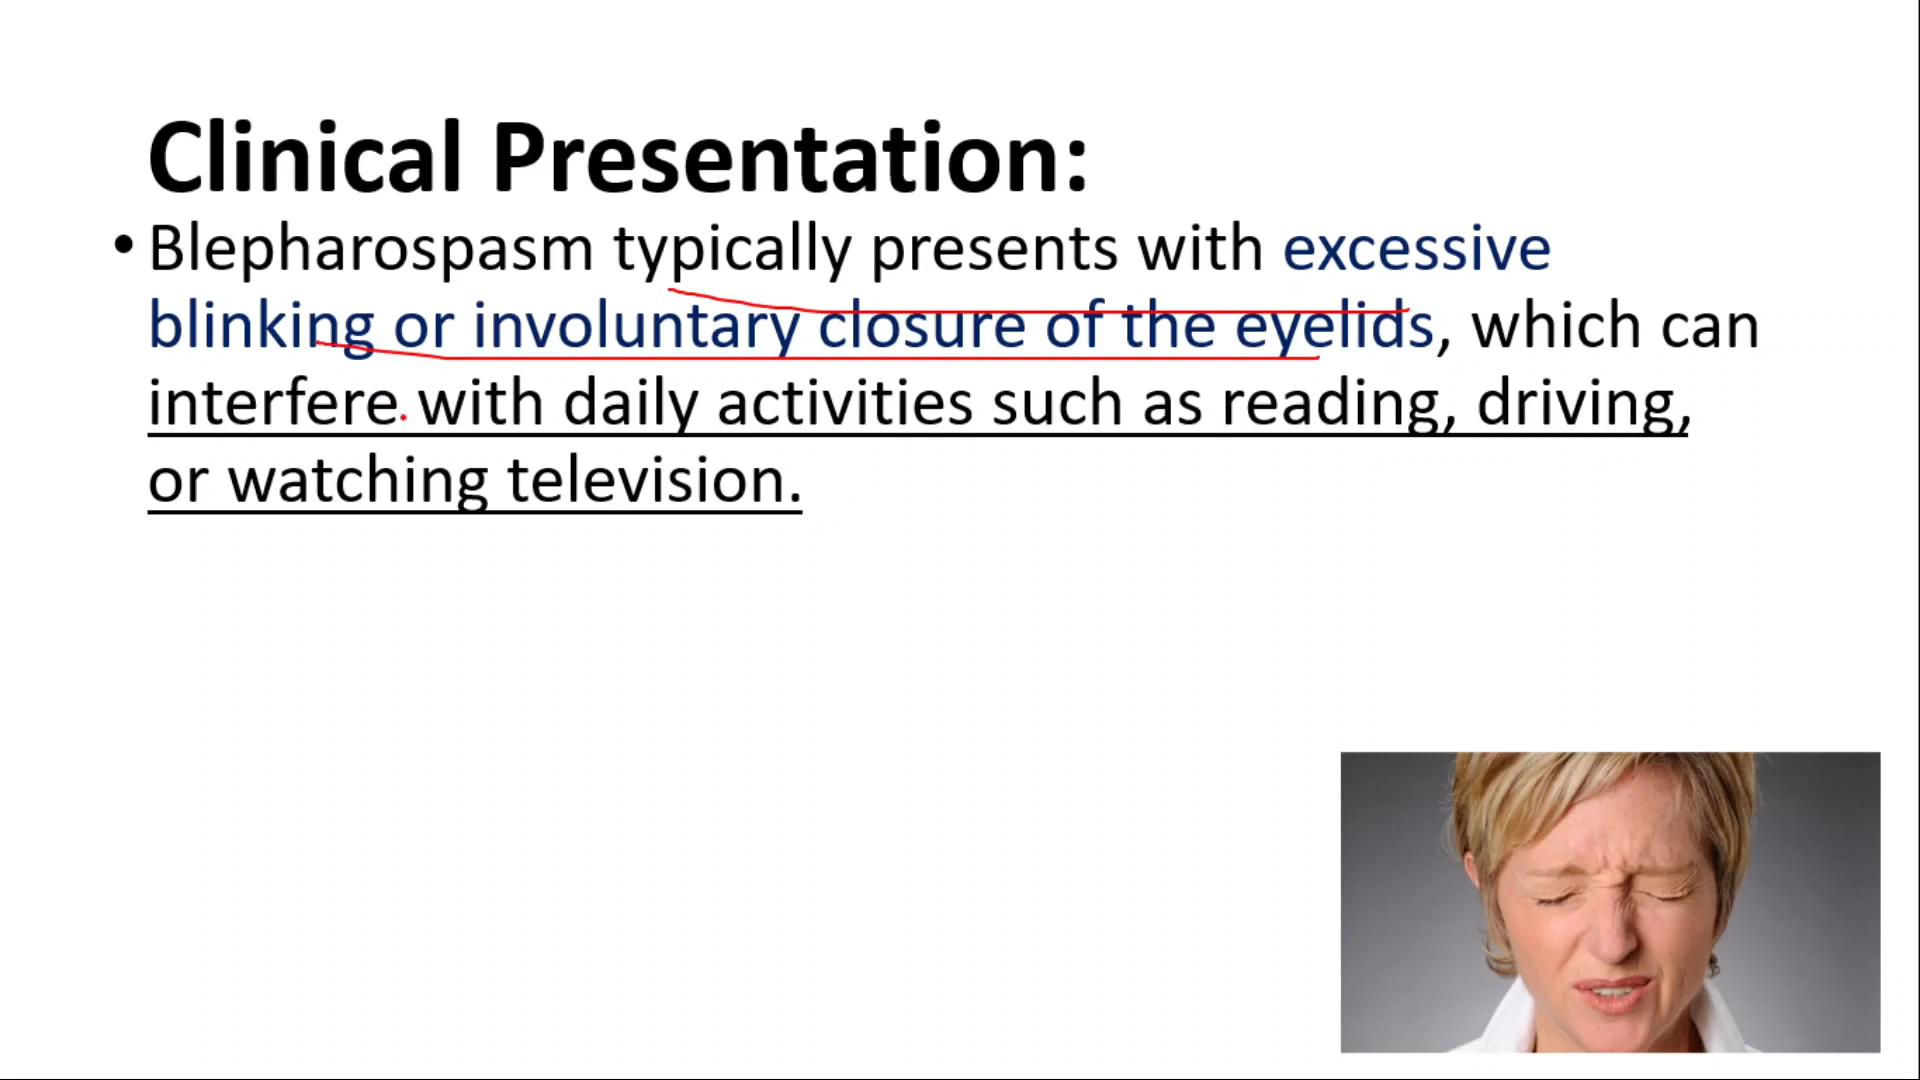 Clinical Presentation:
• Blepharospasm typically presents with excessive
blinking or involuntary closure of the eyelids, which can
interfere with daily activities such as reading, driving,
or watching television.